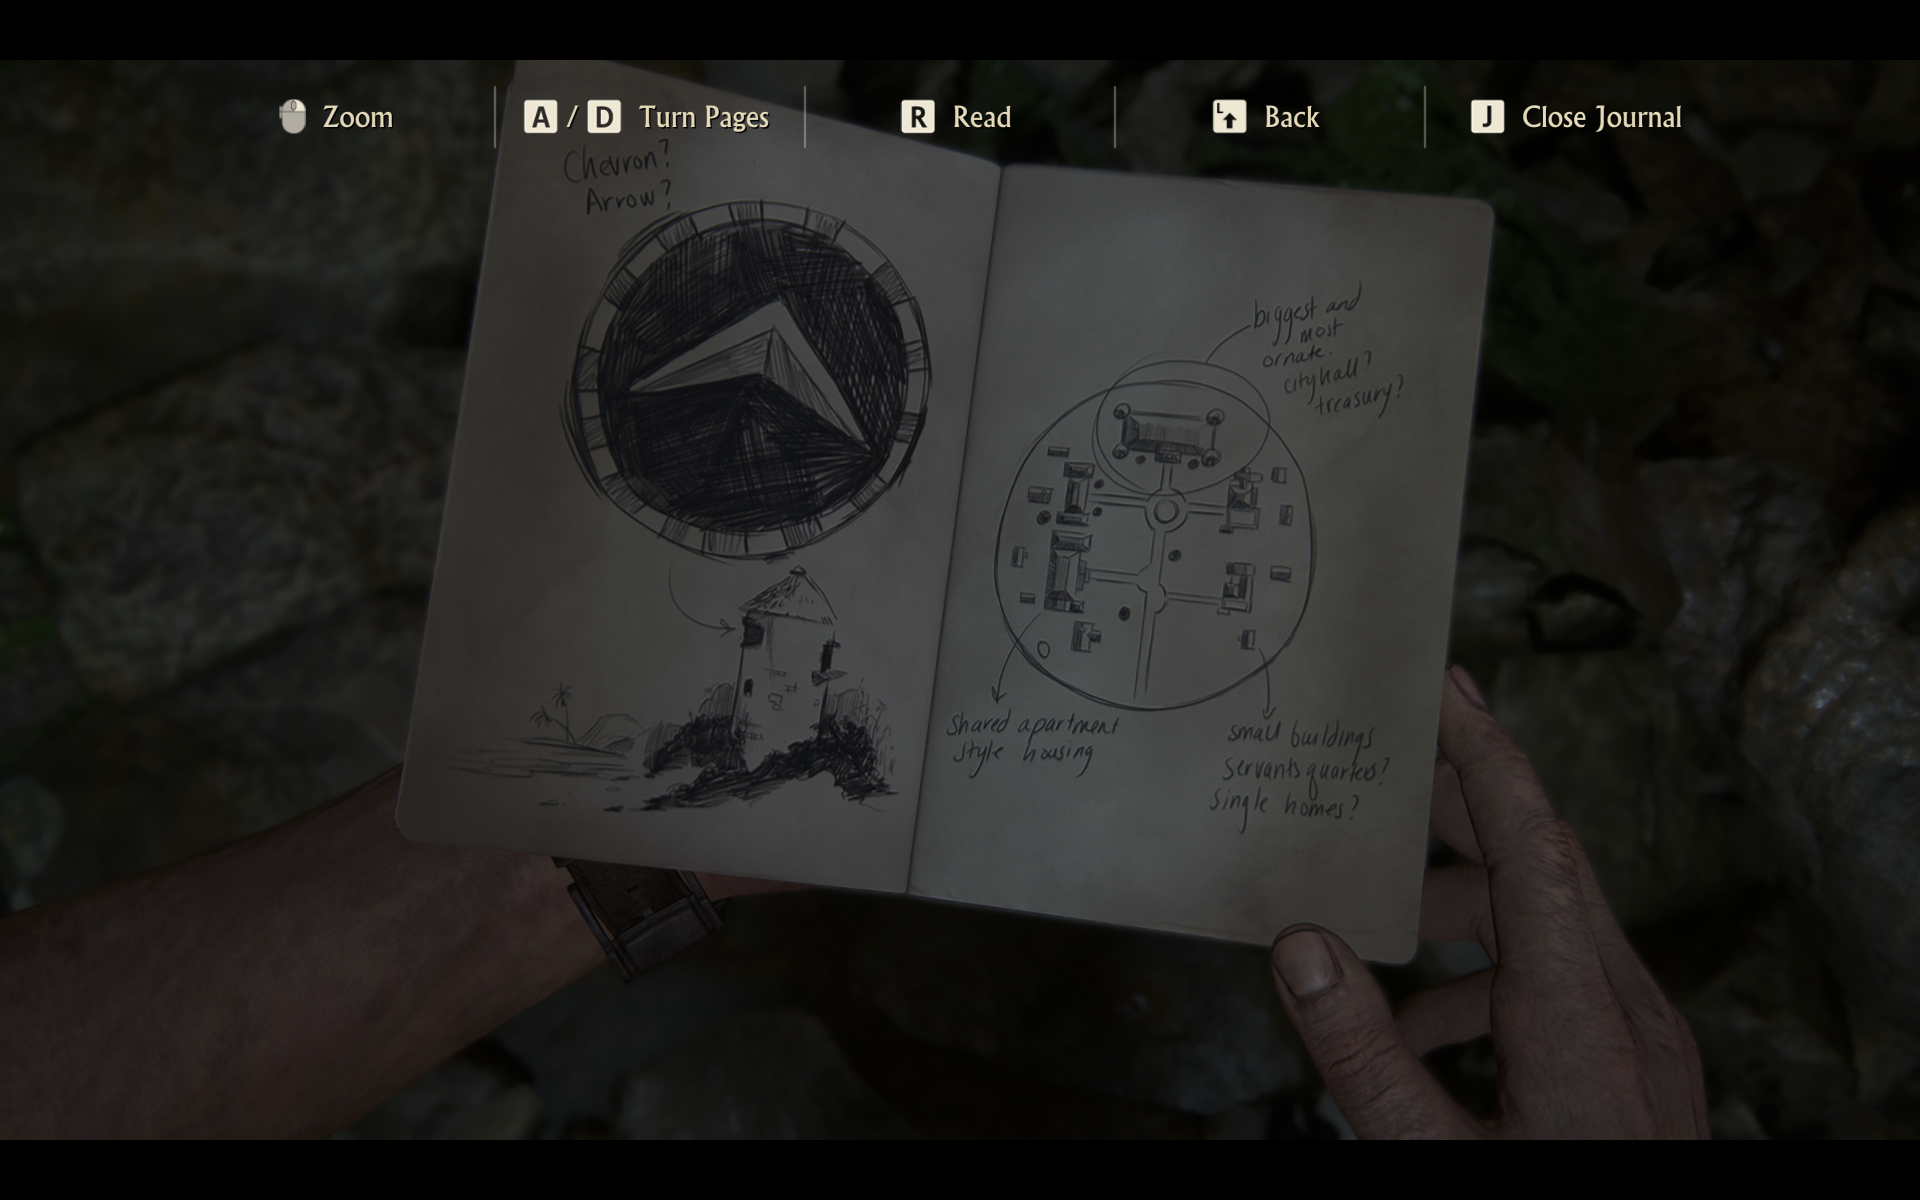 Zoom
A / D Turn Pages
R Read
L Back
J Close Journal
Chevron?
Arrow?
biggest and
most
ornate.
city hall?
treasury?
shared apartment
style housing
small buildings
servants quarters?
single homes?